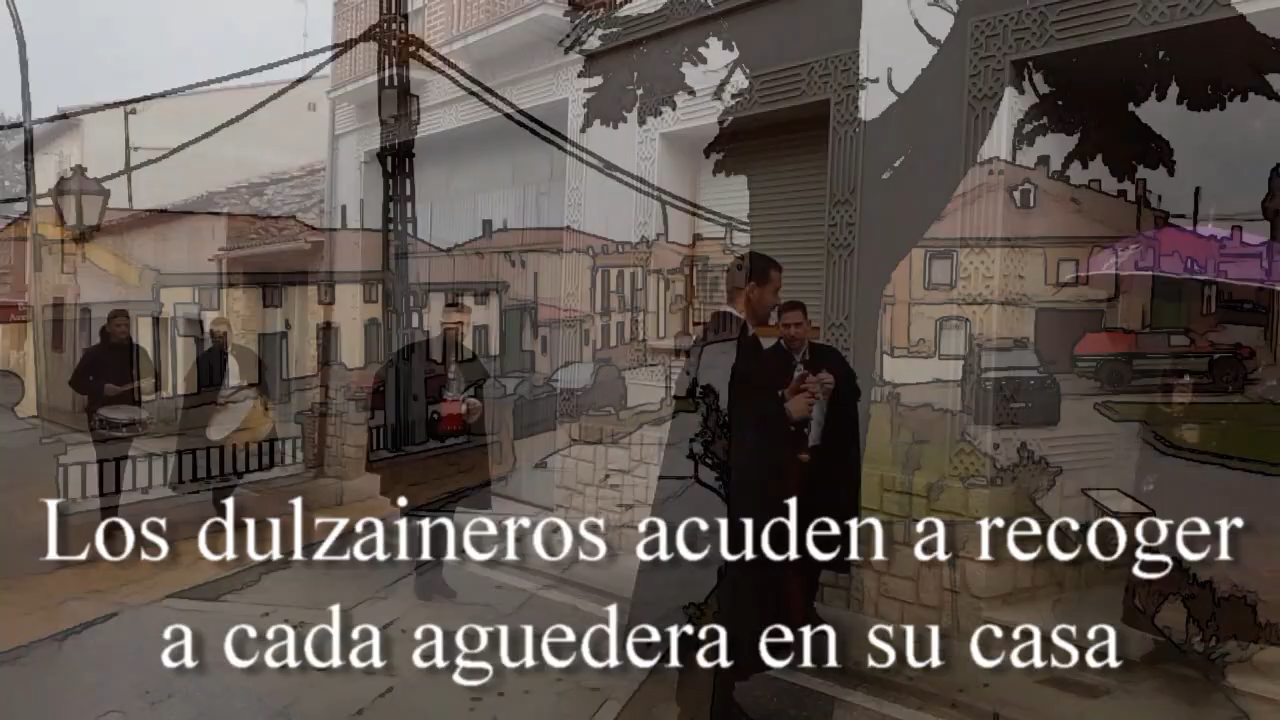 Los dulzaineros acuden a recoger
a cada aguedera en su casa